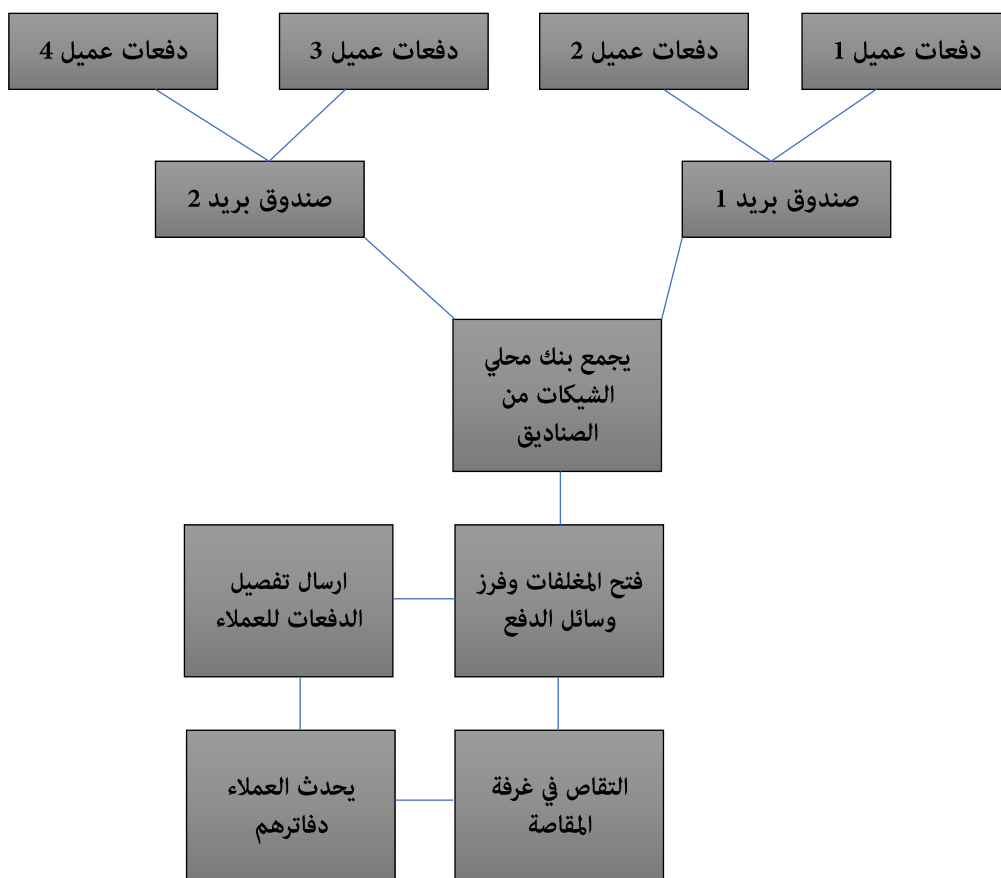 دفعات عميل 1
دفعات عميل 2
دفعات عميل 3
دفعات عميل 4
صندوق بريد 1
صندوق بريد 2
يجمع بنك محلي
الشيكات من
الصناديق
فتح المغلفات وفرز
وسائل الدفع
ارسال تفصيل
الدفعات للعملاء
التقاص في غرفة
المقاصة
يحدث العملاء
دفاترهم